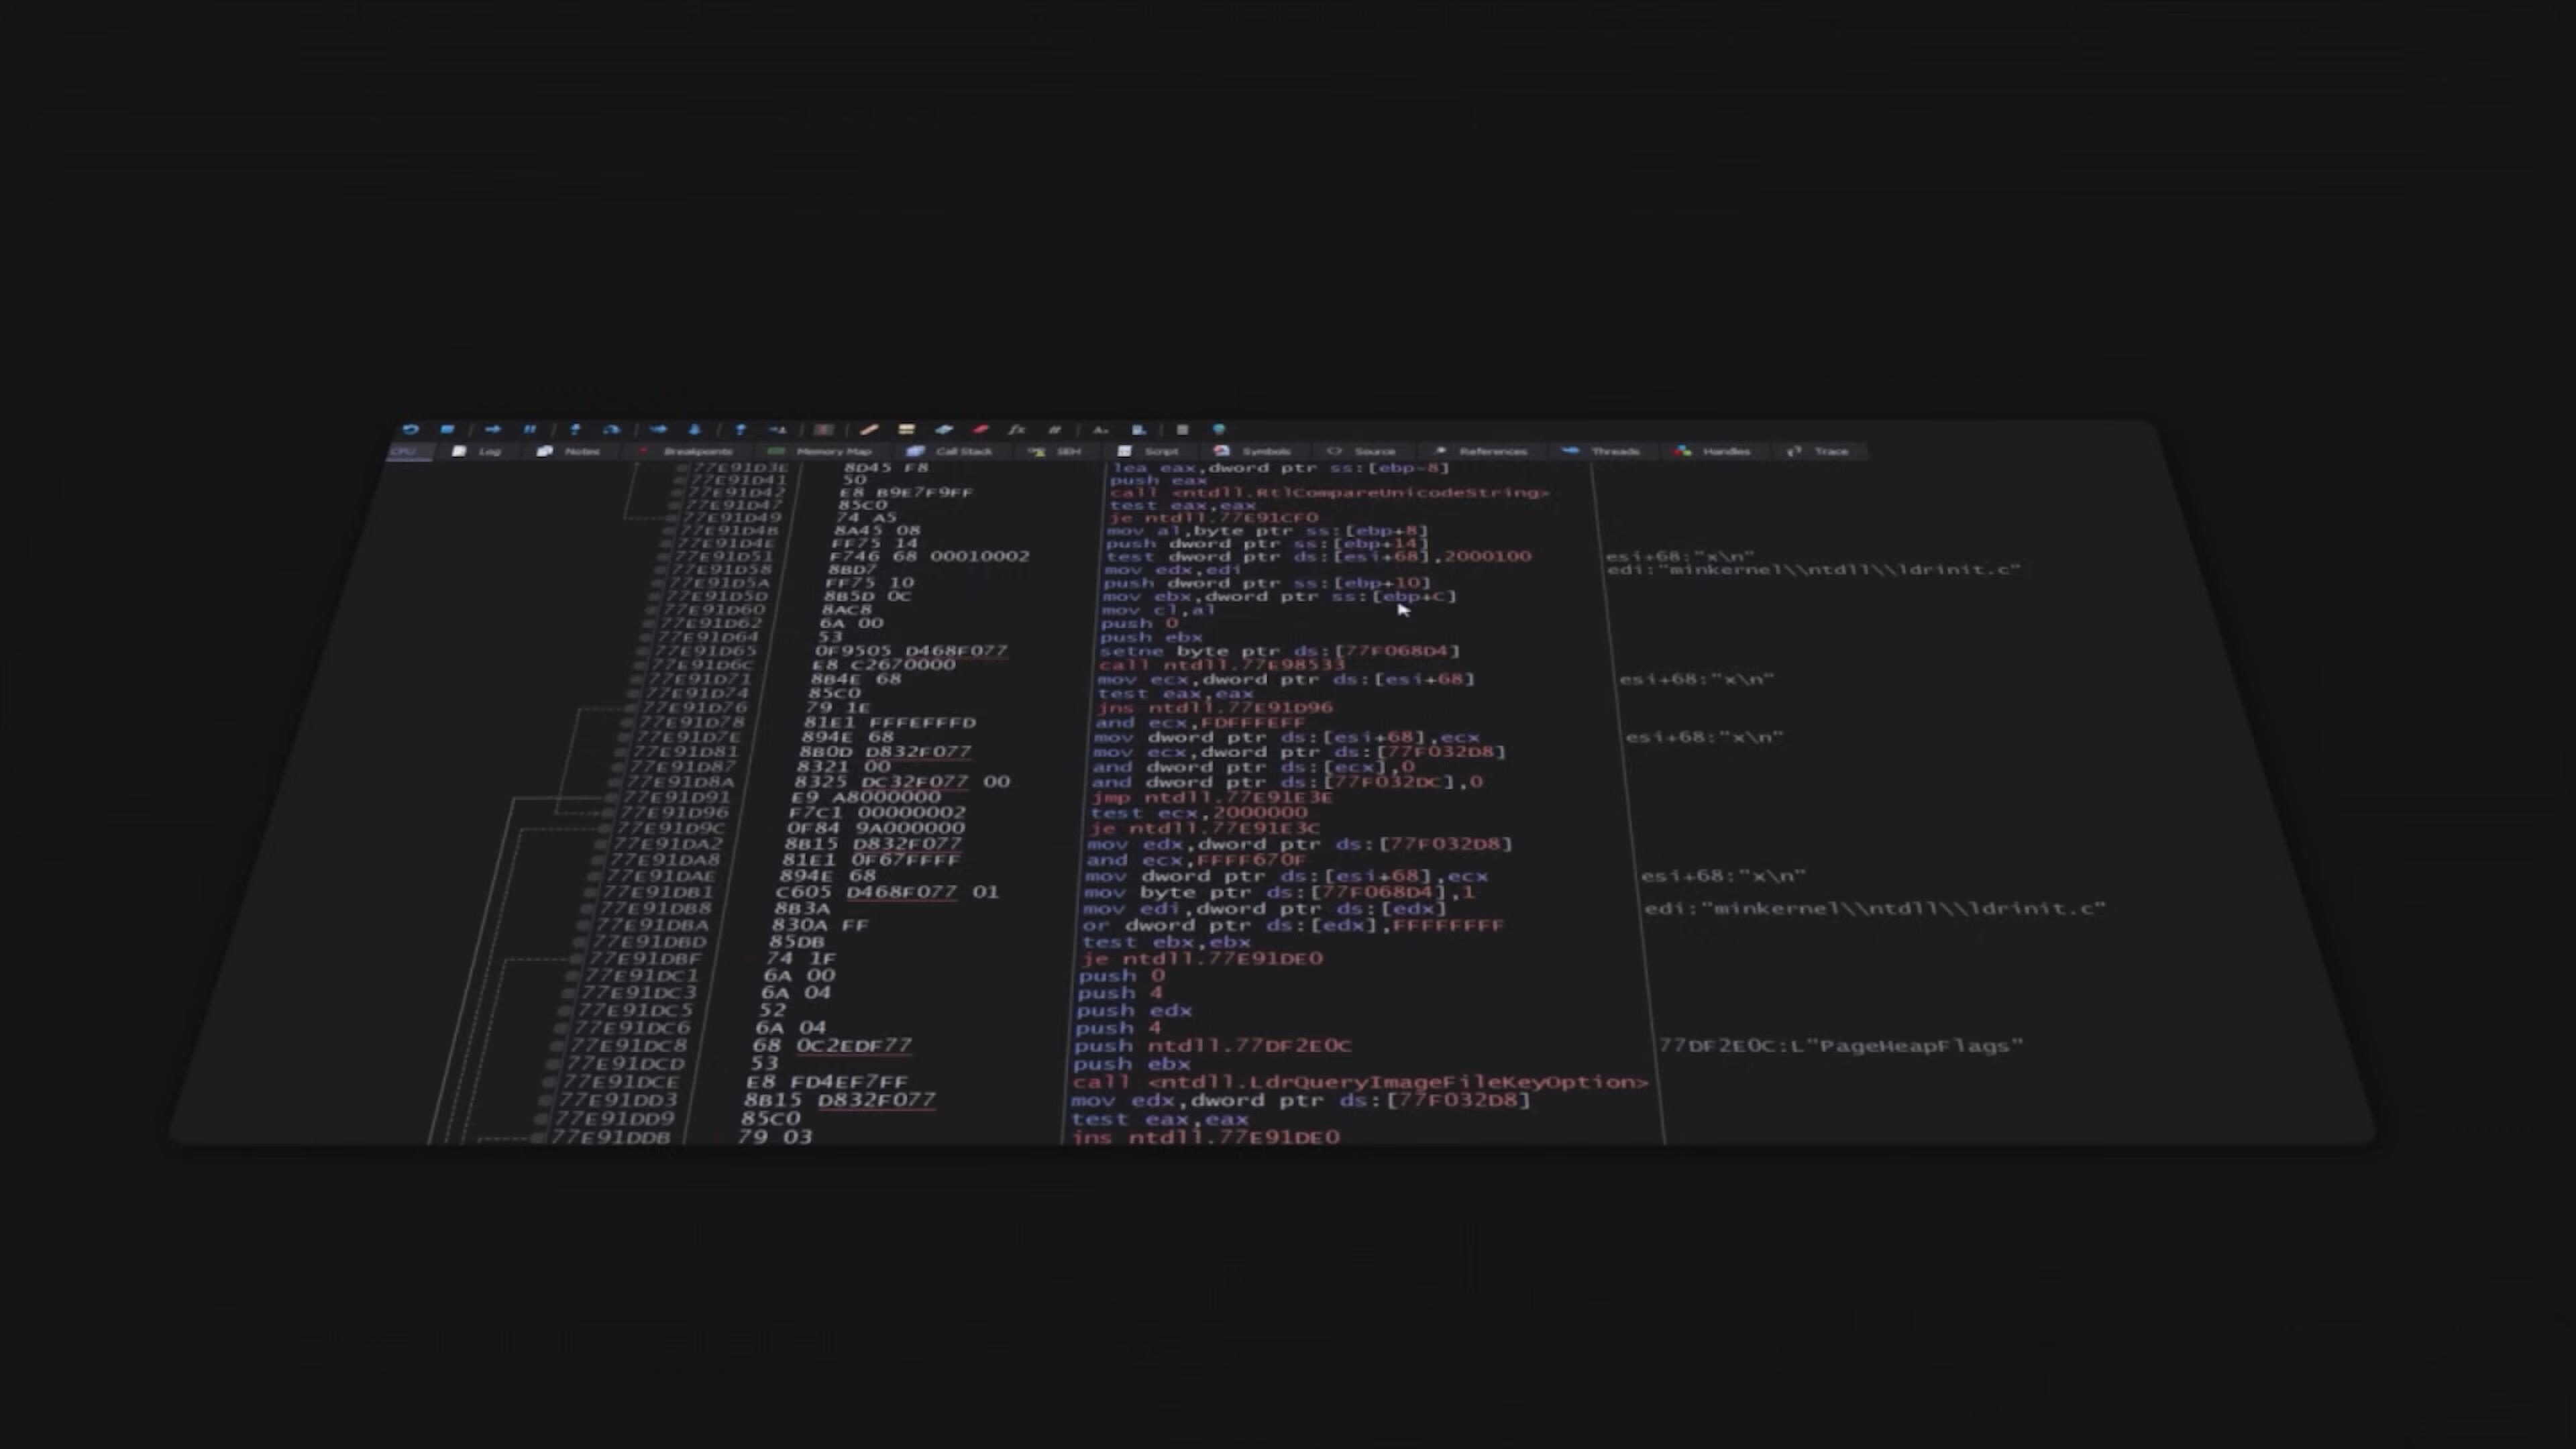 CPU Log Notes Breakpoints Memory Map Call Stack SEH Script Symbols Source References Threads Handles Trace
77E91D3E 8D45 F8 lea eax,dword ptr ss:[ebp-8]
77E91D41 50 push eax
77E91D42 E8 B9E7F9FF call <ntdll.RtlCompareUnicodeString>
77E91D47 85C0 test eax,eax
77E91D49 74 A5 je ntdll.77E91CF0
77E91D4B 8A45 08 mov al,byte ptr ss:[ebp+8]
77E91D4E FF75 14 push dword ptr ss:[ebp+14]
77E91D51 F746 68 00010002 test dword ptr ds:[esi+68],2000100 esi+68:"x\n"
77E91D58 8BD7 mov edx,edi edi:"minkernel\\ntdll\\ldrinit.c"
77E91D5A FF75 10 push dword ptr ss:[ebp+10]
77E91D5D 8B5D 0C mov ebx,dword ptr ss:[ebp+C]
77E91D60 8AC8 mov cl,al
77E91D62 6A 00 push 0
77E91D64 53 push ebx
77E91D65 0F9505 D468F077 setne byte ptr ds:[77F068D4]
77E91D6C E8 C2670000 call ntdll.77E98533
77E91D71 8B4E 68 mov ecx,dword ptr ds:[esi+68] esi+68:"x\n"
77E91D74 85C0 test eax,eax
77E91D76 79 1E jns ntdll.77E91D96
77E91D78 81E1 FFFEFFFD and ecx,FDFFFEFF
77E91D7E 894E 68 mov dword ptr ds:[esi+68],ecx esi+68:"x\n"
77E91D81 8B0D D832F077 mov ecx,dword ptr ds:[77F032D8]
77E91D87 8321 00 and dword ptr ds:[ecx],0
77E91D8A 8325 DC32F077 00 and dword ptr ds:[77F032DC],0
77E91D91 E9 A8000000 jmp ntdll.77E91E3E
77E91D96 F7C1 00000002 test ecx,2000000
77E91D9C 0F84 9A000000 je ntdll.77E91E3C
77E91DA2 8B15 D832F077 mov edx,dword ptr ds:[77F032D8]
77E91DA8 81E1 0F67FFFF and ecx,FFFF670F
77E91DAE 894E 68 mov dword ptr ds:[esi+68],ecx esi+68:"x\n"
77E91DB1 C605 D468F077 01 mov byte ptr ds:[77F068D4],1
77E91DB8 8B3A mov edi,dword ptr ds:[edx] edi:"minkernel\\ntdll\\ldrinit.c"
77E91DBA 830A FF or dword ptr ds:[edx],FFFFFFFF
77E91DBD 85DB test ebx,ebx
77E91DBF 74 1F je ntdll.77E91DE0
77E91DC1 6A 00 push 0
77E91DC3 6A 04 push 4
77E91DC5 52 push edx
77E91DC6 6A 04 push 4
77E91DC8 68 0C2EDF77 push ntdll.77DF2E0C 77DF2E0C:L"PageHeapFlags"
77E91DCD 53 push ebx
77E91DCE E8 FD4EF7FF call <ntdll.LdrQueryImageFileKeyOption>
77E91DD3 8B15 D832F077 mov edx,dword ptr ds:[77F032D8]
77E91DD9 85C0 test eax,eax
77E91DDB 79 03 jns ntdll.77E91DE0